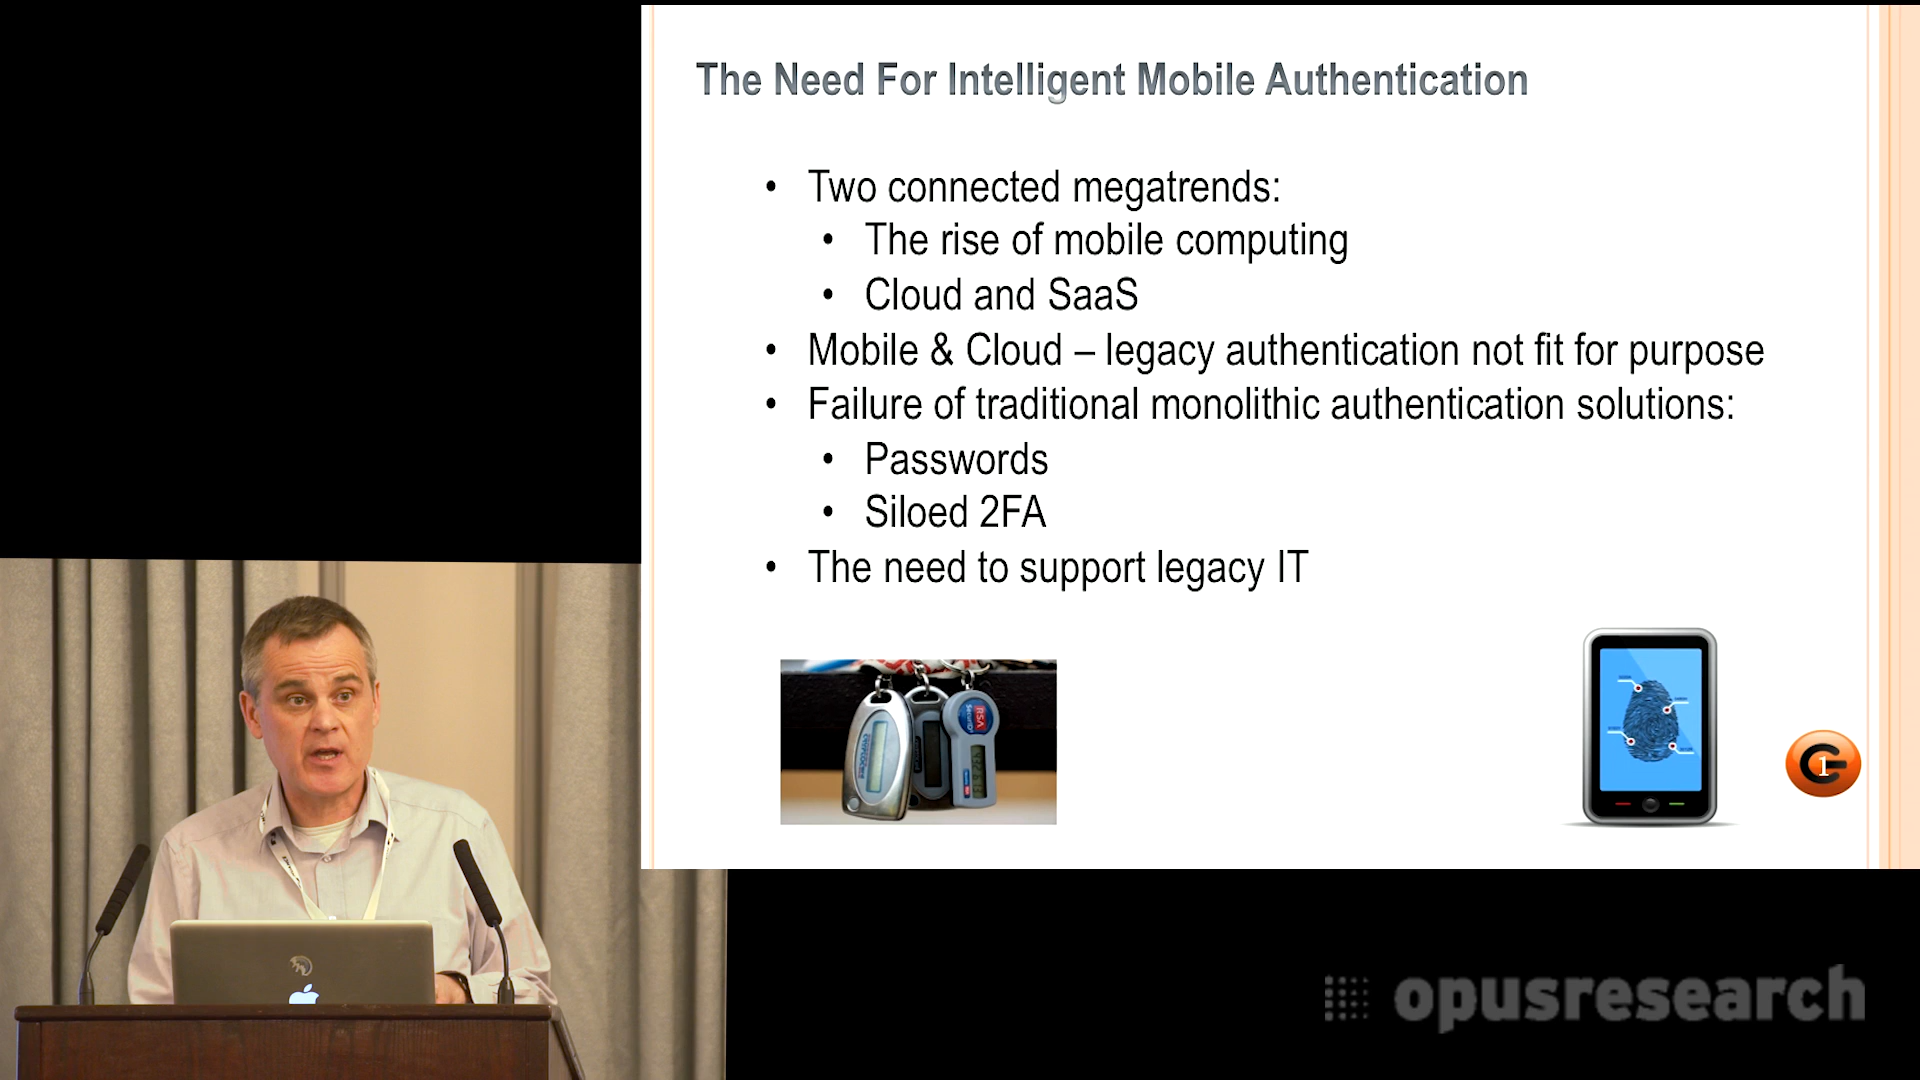 The Need For Intelligent Mobile Authentication
• Two connected megatrends:
• The rise of mobile computing
• Cloud and SaaS
• Mobile & Cloud – legacy authentication not fit for purpose
• Failure of traditional monolithic authentication solutions:
• Passwords
• Siloed 2FA
• The need to support legacy IT
RSA
1
opusresearch